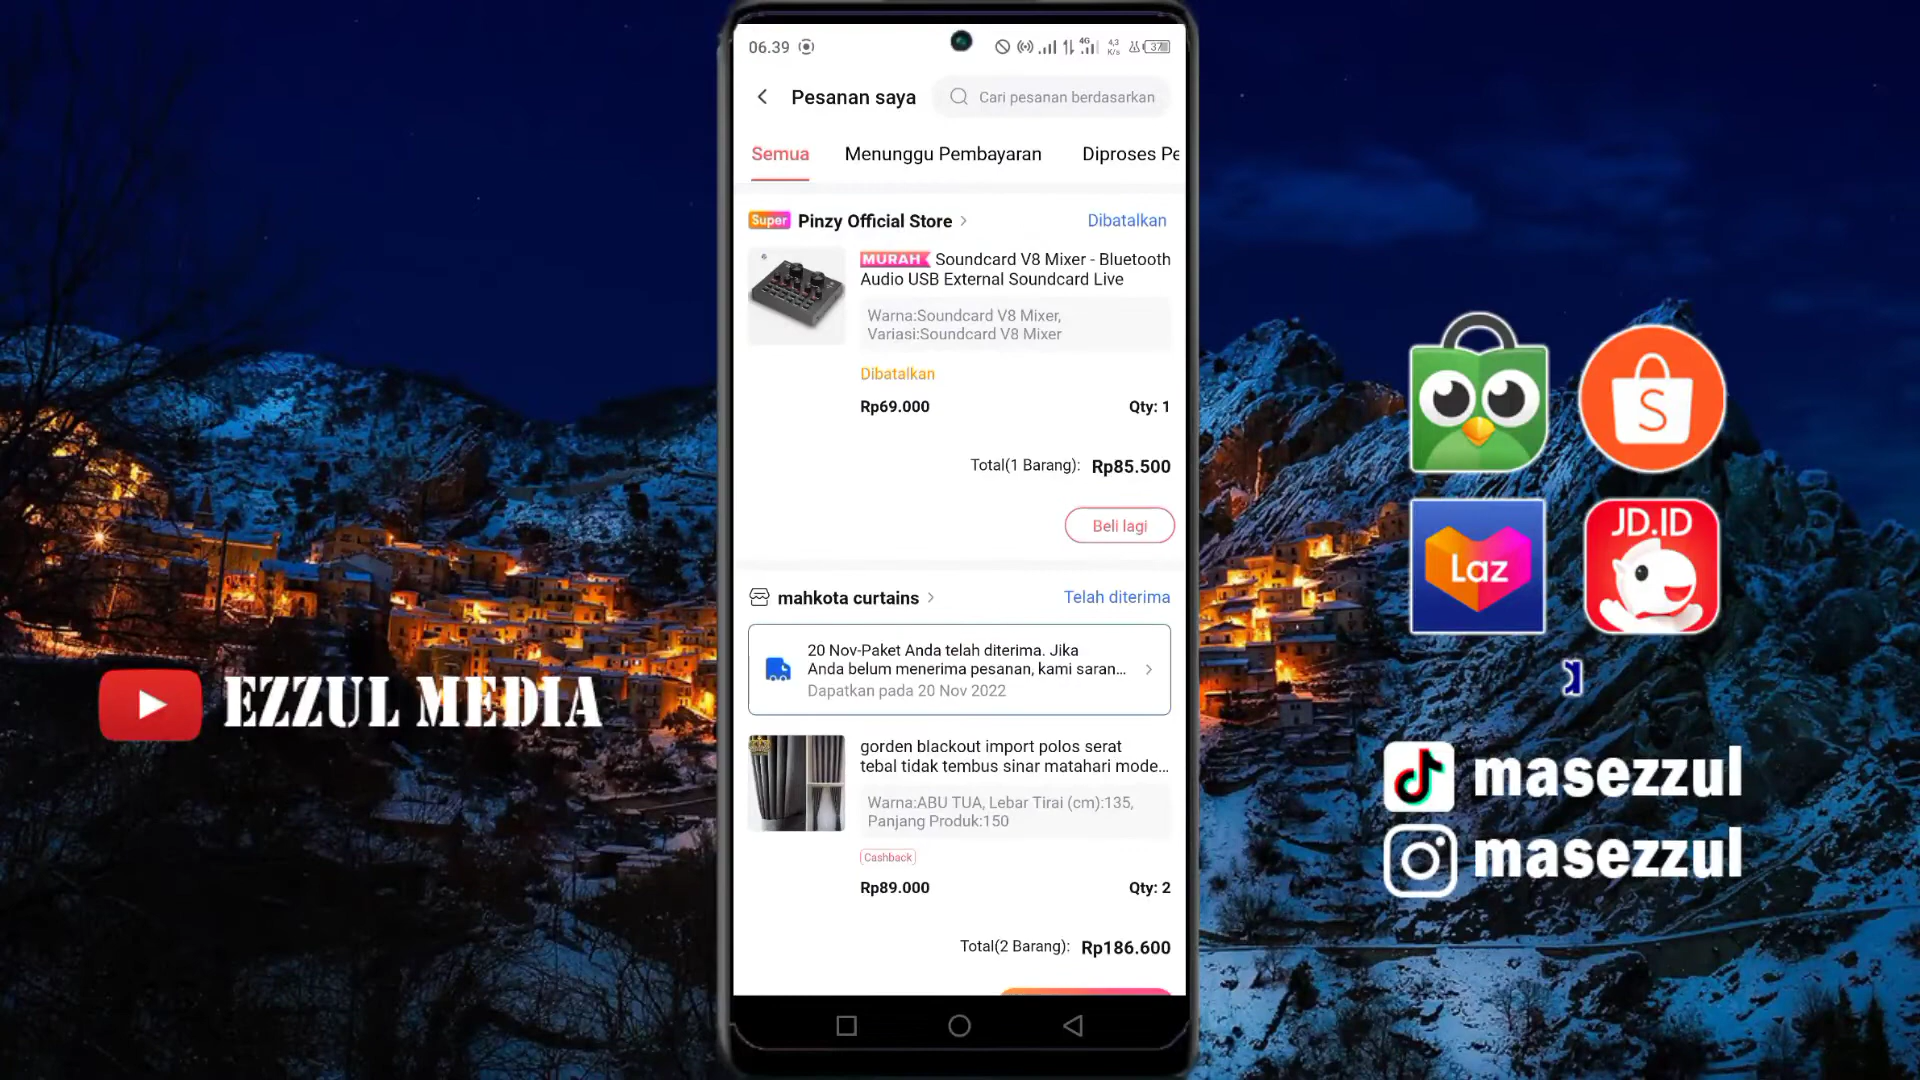 06.39
4G
4,3
K/s
37
Pesanan saya
Cari pesanan berdasarkan
Semua
Menunggu Pembayaran
Diproses Pe
Super Pinzy Official Store
Dibatalkan
MURAH Soundcard V8 Mixer - Bluetooth
Audio USB External Soundcard Live
Warna:Soundcard V8 Mixer,
Variasi:Soundcard V8 Mixer
Dibatalkan
Rp69.000
Qty: 1
Total(1 Barang): Rp85.500
Beli lagi
mahkota curtains
Telah diterima
20 Nov-Paket Anda telah diterima. Jika
Anda belum menerima pesanan, kami saran...
Dapatkan pada 20 Nov 2022
gorden blackout import polos serat
tebal tidak tembus sinar matahari mode...
Warna:ABU TUA, Lebar Tirai (cm):135,
Panjang Produk:150
Cashback
Rp89.000
Qty: 2
Total(2 Barang): Rp186.600
EZZUL MEDIA
S
Laz
JD.ID
masezzul
masezzul